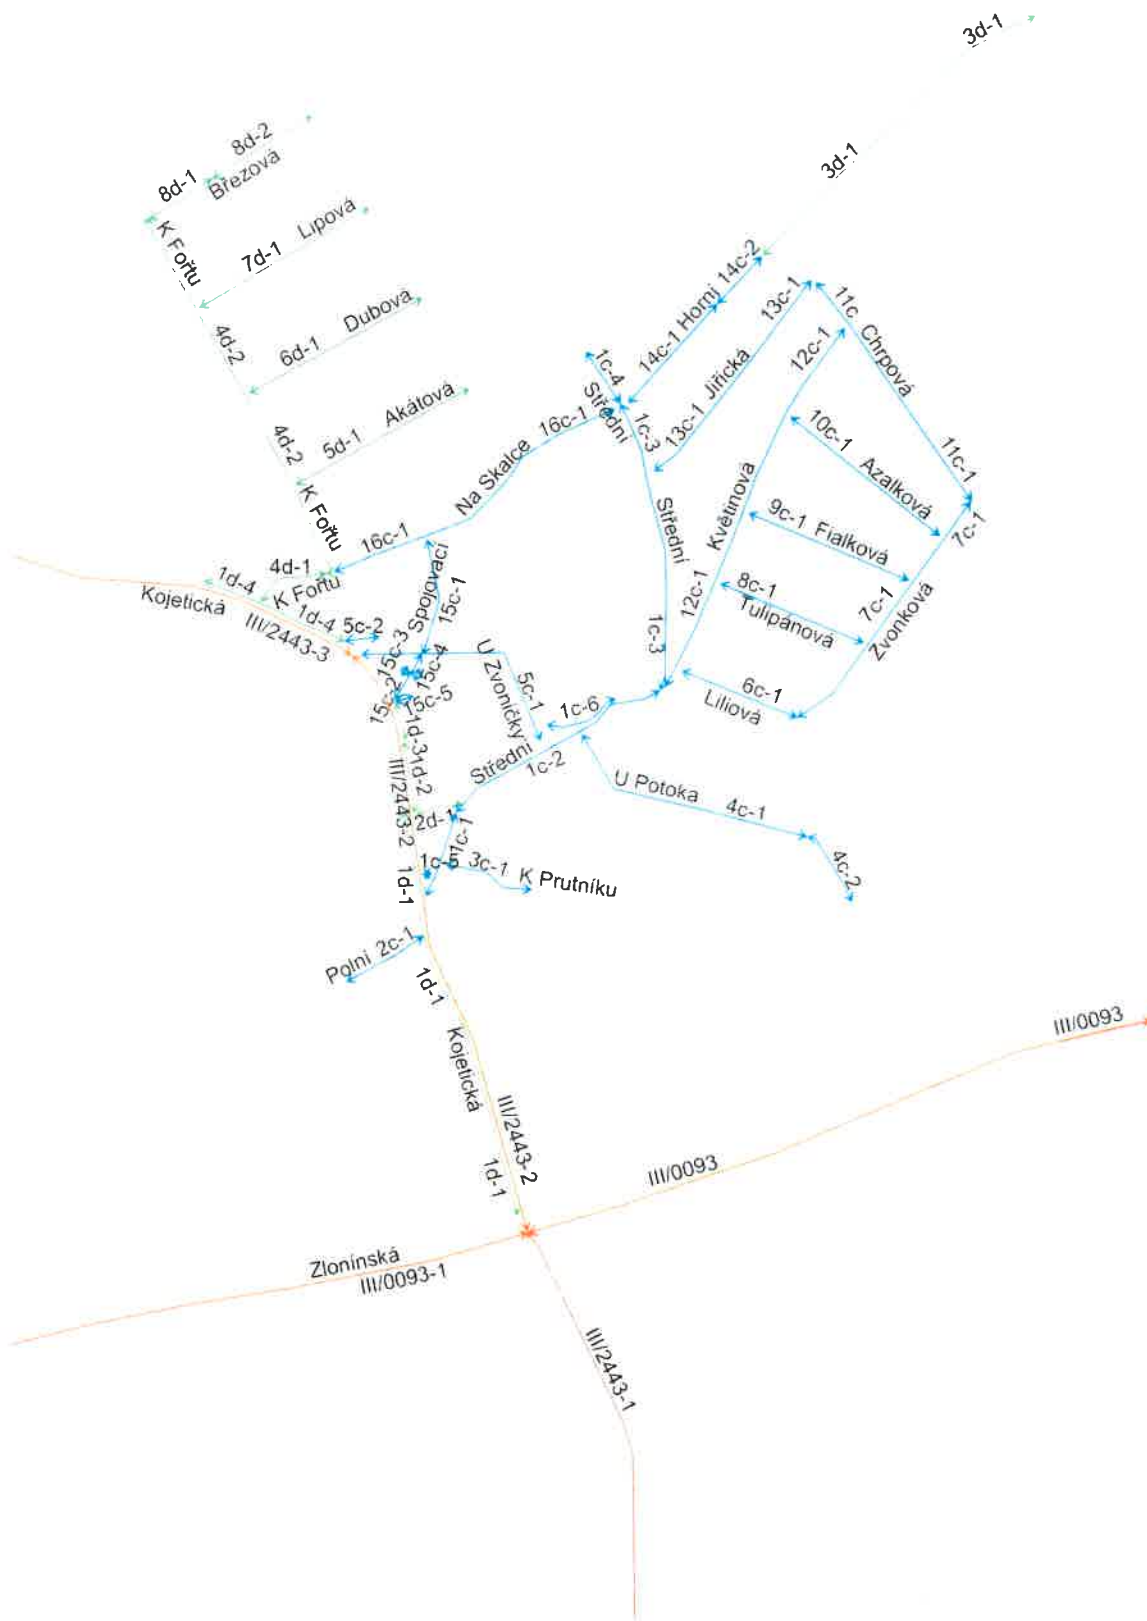 3d-1
3d-1
8d-2
8d-1
Březová
K Fořtu
7d-1 Lipová
4d-2
6d-1 Dubová
4d-2
5d-1 Akátová
K Fořtu
14c-1 Horní 14c-2
13c-1
13c-1 Jiřická
11c Chrpová
11c-1
12c-1
Květinová
12c-1
1c-4
Střední
1c-3
Střední
1c-3
10c-1 Azalková
9c-1 Fialková
8c-1
Tulipánová
7c-1
7c-1
Zvonková
6c-1
Liliová
Na Skalce 16c-1
16c-1
Spojovací
15c-1
4d-1
K Fořtu
1d-4
Kojetická
1d-4
III/2443-3
5c-2
15c-3
15c-4
15c-2
15c-5
U Zvoničky
5c-1
1c-6
Střední
1c-2
1d-3
1d-2
III/2443-2
2d-1
1c-1
1c-5
3c-1 K Prutníku
U Potoka 4c-1
4c-2
1d-1
Polní 2c-1
1d-1
Kojetická
III/2443-2
1d-1
III/0093
III/0093
Zlonínská
III/0093-1
III/2443-1